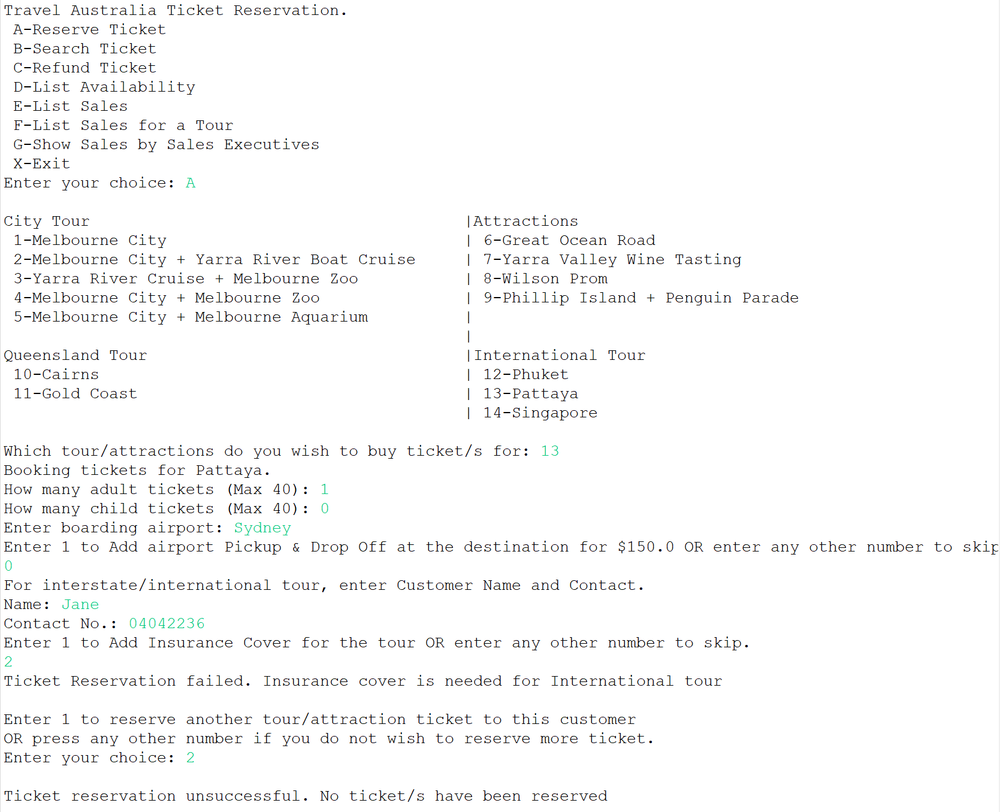 Travel Australia Ticket Reservation.
 A-Reserve Ticket
 B-Search Ticket
 C-Refund Ticket
 D-List Availability
 E-List Sales
 F-List Sales for a Tour
 G-Show Sales by Sales Executives
 X-Exit
Enter your choice: A

City Tour                                       |Attractions
 1-Melbourne City                               | 6-Great Ocean Road
 2-Melbourne City + Yarra River Boat Cruise     | 7-Yarra Valley Wine Tasting
 3-Yarra River Cruise + Melbourne Zoo           | 8-Wilson Prom
 4-Melbourne City + Melbourne Zoo               | 9-Phillip Island + Penguin Parade
 5-Melbourne City + Melbourne Aquarium          |
                                                |
Queensland Tour                                 |International Tour
 10-Cairns                                      | 12-Phuket
 11-Gold Coast                                  | 13-Pattaya
                                                | 14-Singapore

Which tour/attractions do you wish to buy ticket/s for: 13
Booking tickets for Pattaya.
How many adult tickets (Max 40): 1
How many child tickets (Max 40): 0
Enter boarding airport: Sydney
Enter 1 to Add airport Pickup & Drop Off at the destination for $150.0 OR enter any other number to skip
0
For interstate/international tour, enter Customer Name and Contact.
Name: Jane
Contact No.: 04042236
Enter 1 to Add Insurance Cover for the tour OR enter any other number to skip.
2
Ticket Reservation failed. Insurance cover is needed for International tour

Enter 1 to reserve another tour/attraction ticket to this customer
OR press any other number if you do not wish to reserve more ticket.
Enter your choice: 2

Ticket reservation unsuccessful. No ticket/s have been reserved